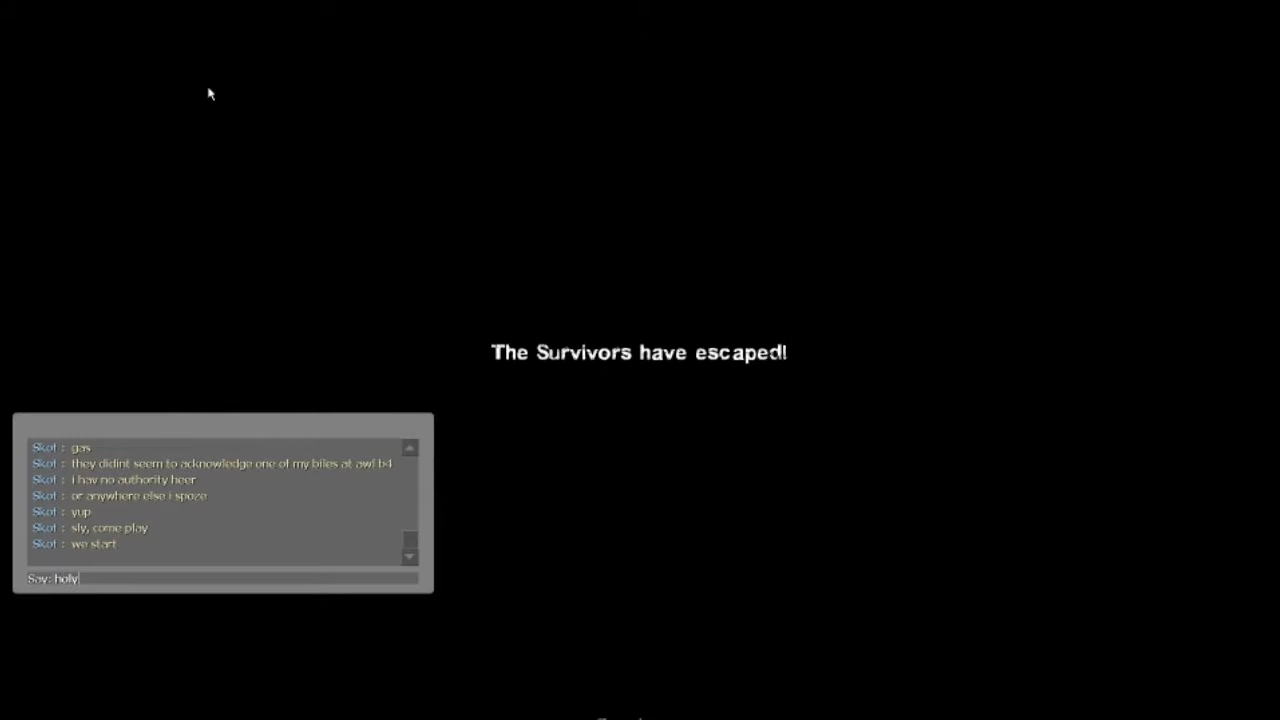 The Survivors have escaped!
Skot : gas
Skot : they didint seem to acknowledge one of my biles at awl b4
Skot : i hav no authority heer
Skot : or anywhere else i spoze
Skot : yup
Skot : sly, come play
Skot : we start
Say: holy